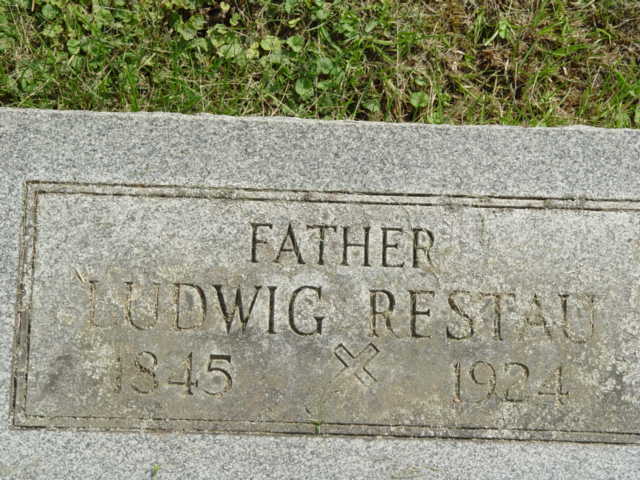 FATHER
LUDWIG RESTAU
1845 1924